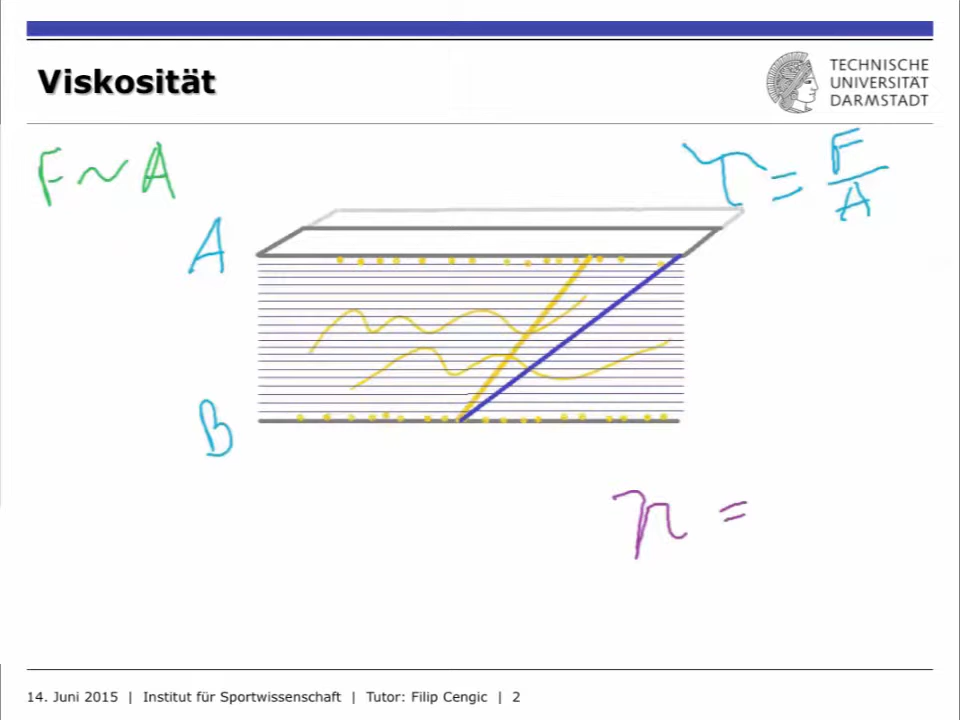 Viskosität
TECHNISCHE
UNIVERSITÄT
DARMSTADT
F ~ A
τ = F/A
A
B
η =
14. Juni 2015 | Institut für Sportwissenschaft | Tutor: Filip Cengic | 2